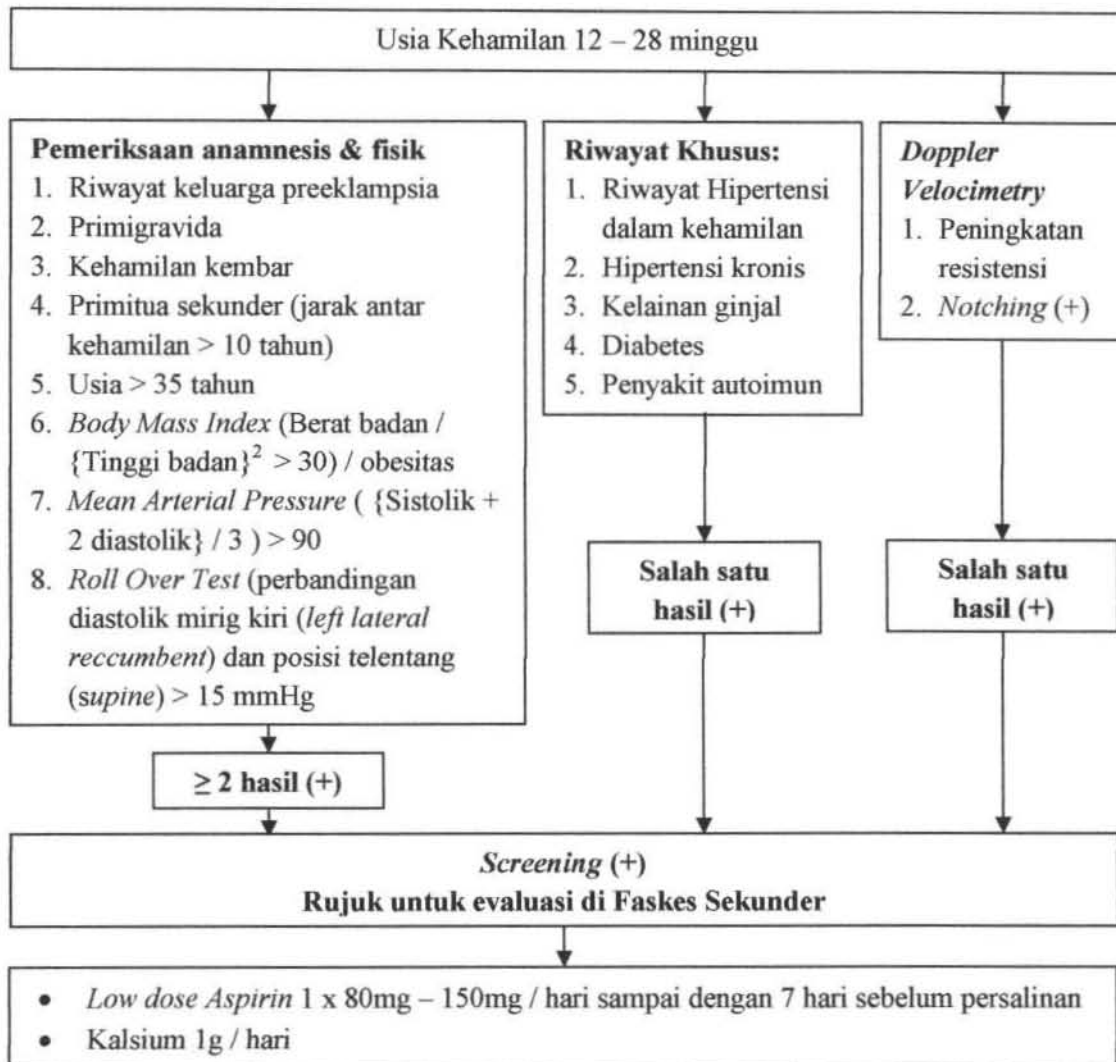 Usia Kehamilan 12 – 28 minggu
Pemeriksaan anamnesis & fisik
1. Riwayat keluarga preeklampsia
2. Primigravida
3. Kehamilan kembar
4. Primitua sekunder (jarak antar
kehamilan > 10 tahun)
5. Usia > 35 tahun
6. Body Mass Index (Berat badan /
{Tinggi badan}² > 30) / obesitas
7. Mean Arterial Pressure ( {Sistolik +
2 diastolik} / 3 ) > 90
8. Roll Over Test (perbandingan
diastolik mirig kiri (left lateral
reccumbent) dan posisi telentang
(supine) > 15 mmHg
≥ 2 hasil (+)
Riwayat Khusus:
1. Riwayat Hipertensi
dalam kehamilan
2. Hipertensi kronis
3. Kelainan ginjal
4. Diabetes
5. Penyakit autoimun
Salah satu
hasil (+)
Doppler
Velocimetry
1. Peningkatan
resistensi
2. Notching (+)
Salah satu
hasil (+)
Screening (+)
Rujuk untuk evaluasi di Faskes Sekunder
• Low dose Aspirin 1 x 80mg – 150mg / hari sampai dengan 7 hari sebelum persalinan
• Kalsium 1g / hari